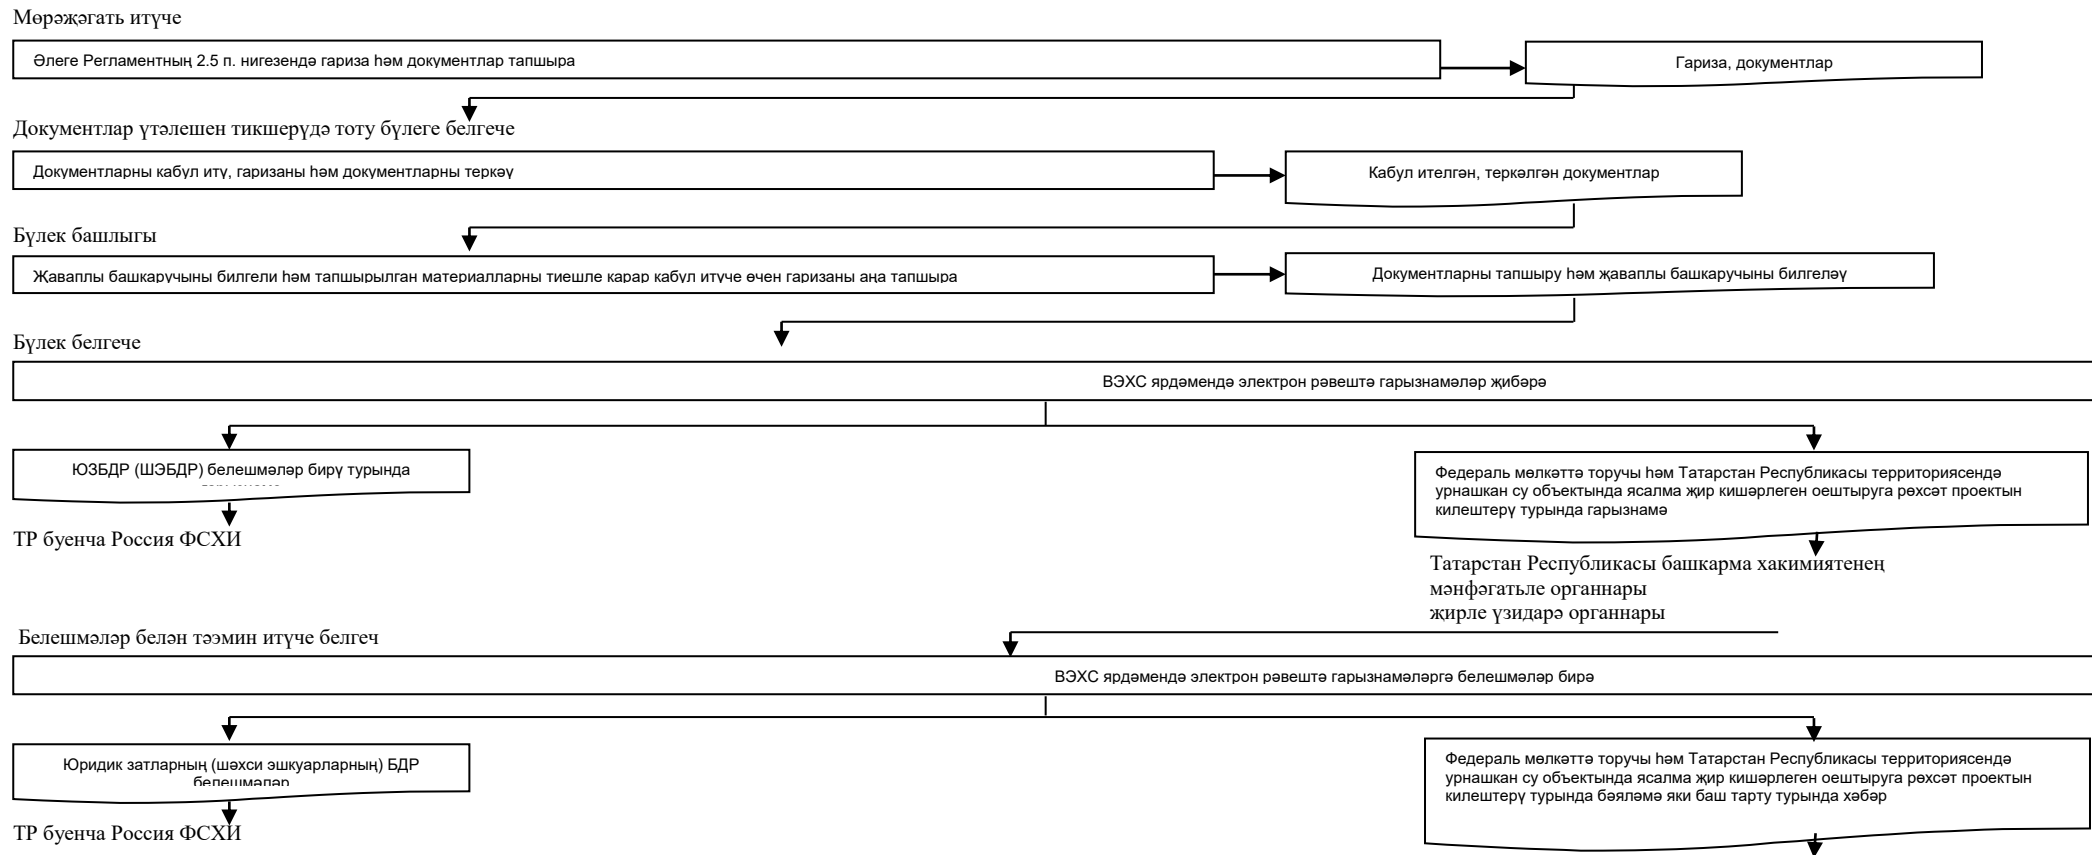 Мөрәҗәгать итүче
Әлеге Регламентның 2.5 п. нигезендә гариза һәм документлар тапшыра
Гариза, документлар
Документлар үтәлешен тикшерүдә тоту бүлеге белгече
Документларны кабул итү, гаризаны һәм документларны теркәү
Кабул ителгән, теркәлгән документлар
Бүлек башлыгы
Җаваплы башкаручыны билгели һәм тапшырылган материалларны тиешле карар кабул итүче өчен гаризаны аңа тапшыра
Документларны тапшыру һәм җаваплы башкаручыны билгеләү
Бүлек белгече
ВЭХС ярдәмендә электрон рәвештә гарызнамәләр җибәрә
ЮЗБДР (ШЭБДР) белешмәләр бирү турында
Федераль мөлкәттә торучы һәм Татарстан Республикасы территориясендә
урнашкан су объектында ясалма җир кишәрлеген оештыруга рөхсәт проектын
килештерү турында гарызнамә
ТР буенча Россия ФСХИ
Татарстан Республикасы башкарма хакимиятенең
мәнфәгатьле органнары
җирле үзидарә органнары
Белешмәләр белән тәэмин итүче белгеч
ВЭХС ярдәмендә электрон рәвештә гарызнамәләргә белешмәләр бирә
Юридик затларның (шәхси эшкуарларның) БДР
белешмәләр
Федераль мөлкәттә торучы һәм Татарстан Республикасы территориясендә
урнашкан су объектында ясалма җир кишәрлеген оештыруга рөхсәт проектын
килештерү турында бәяләмә яки баш тарту турында хәбәр
ТР буенча Россия ФСХИ